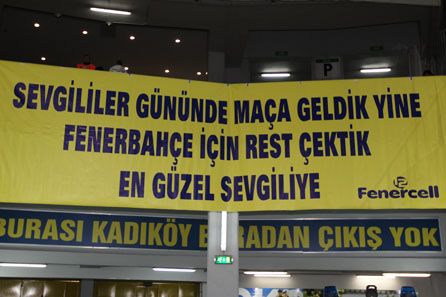 P
SEVGİLİLER GÜNÜNDE MAÇA GELDİK YİNE
FENERBAHÇE İÇİN REST ÇEKTİK
EN GÜZEL SEVGİLİYE
Fenercell
BURASI KADIKÖY BURADAN ÇIKIŞ YOK